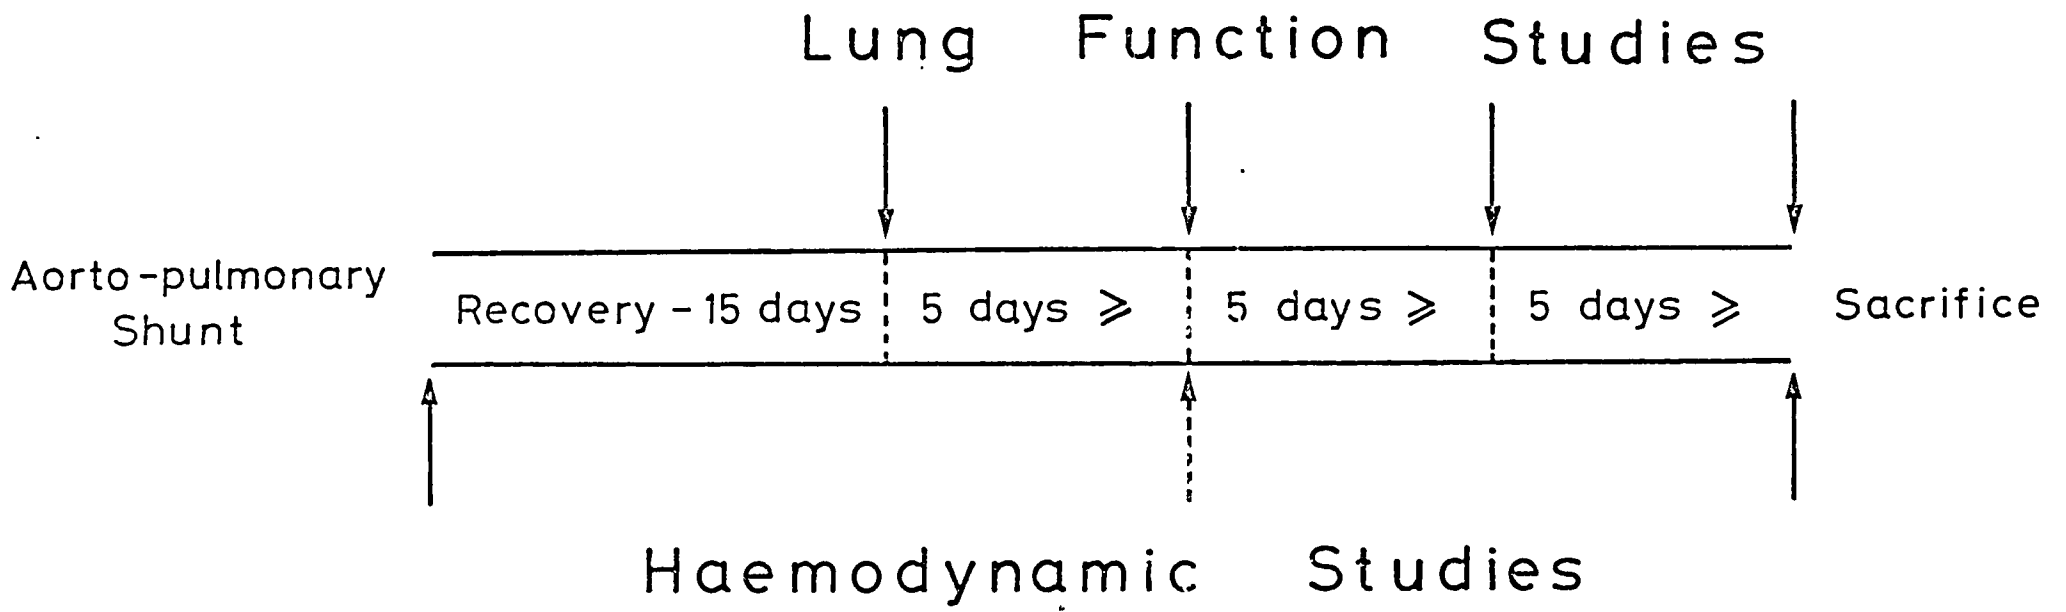 Lung Function Studies
Aorto-pulmonary
Shunt
Recovery - 15 days
5 days ⩾
5 days ⩾
5 days ⩾
Sacrifice
Haemodynamic Studies